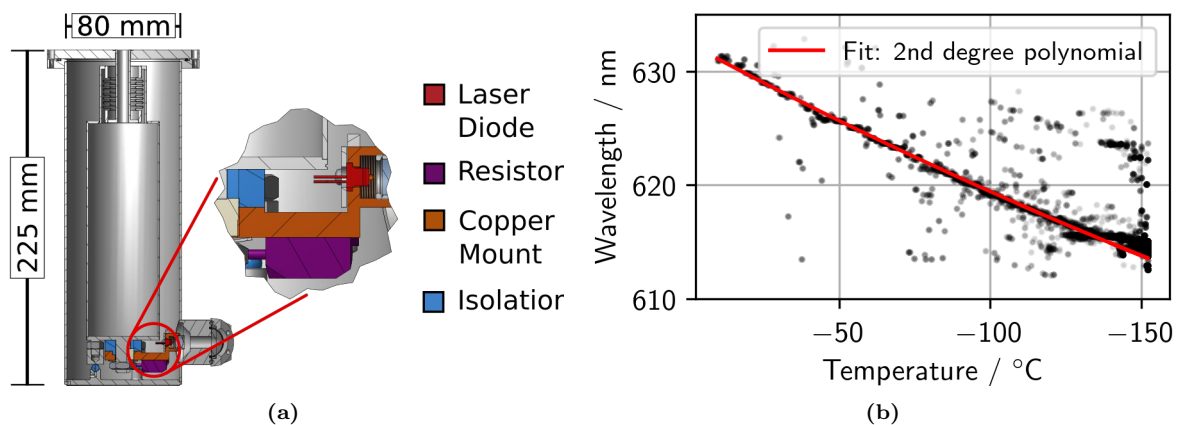 80 mm
225 mm
Laser
Diode
Resistor
Copper
Mount
Isolatior
(a)
Fit: 2nd degree polynomial
Wavelength / nm
630
620
610
−50
−100
−150
Temperature / °C
(b)